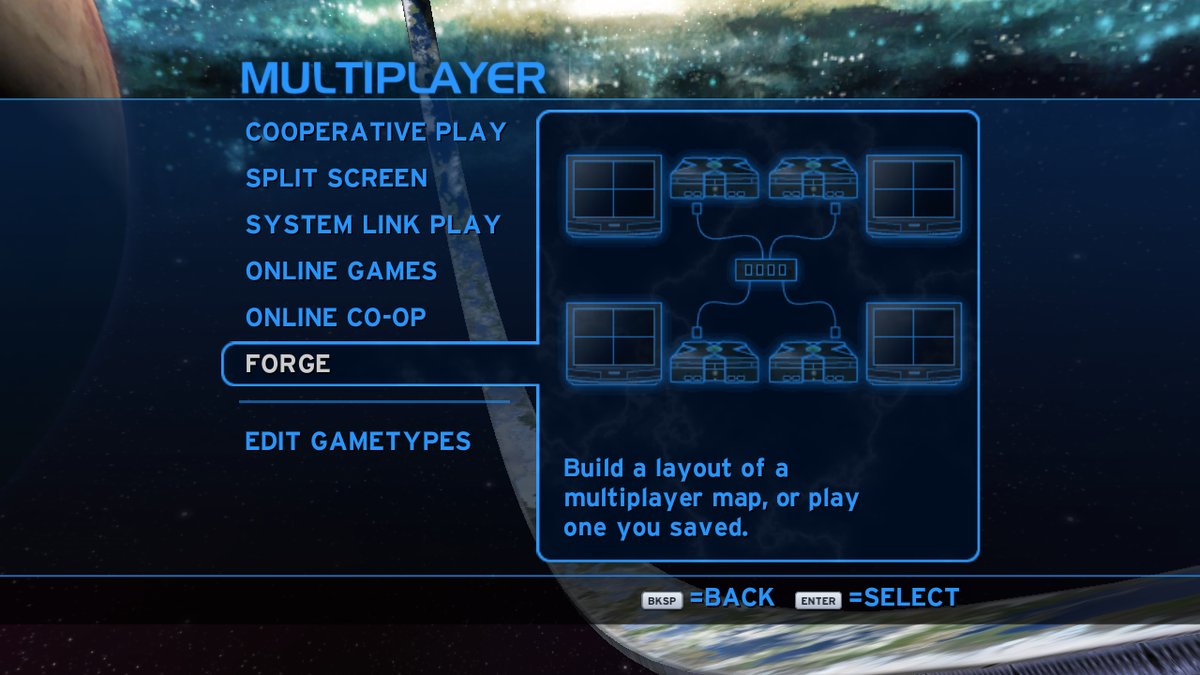 MULTIPLAYER
COOPERATIVE PLAY
SPLIT SCREEN
SYSTEM LINK PLAY
ONLINE GAMES
ONLINE CO-OP
FORGE
EDIT GAMETYPES
Build a layout of a
multiplayer map, or play
one you saved.
BKSP =BACK ENTER =SELECT